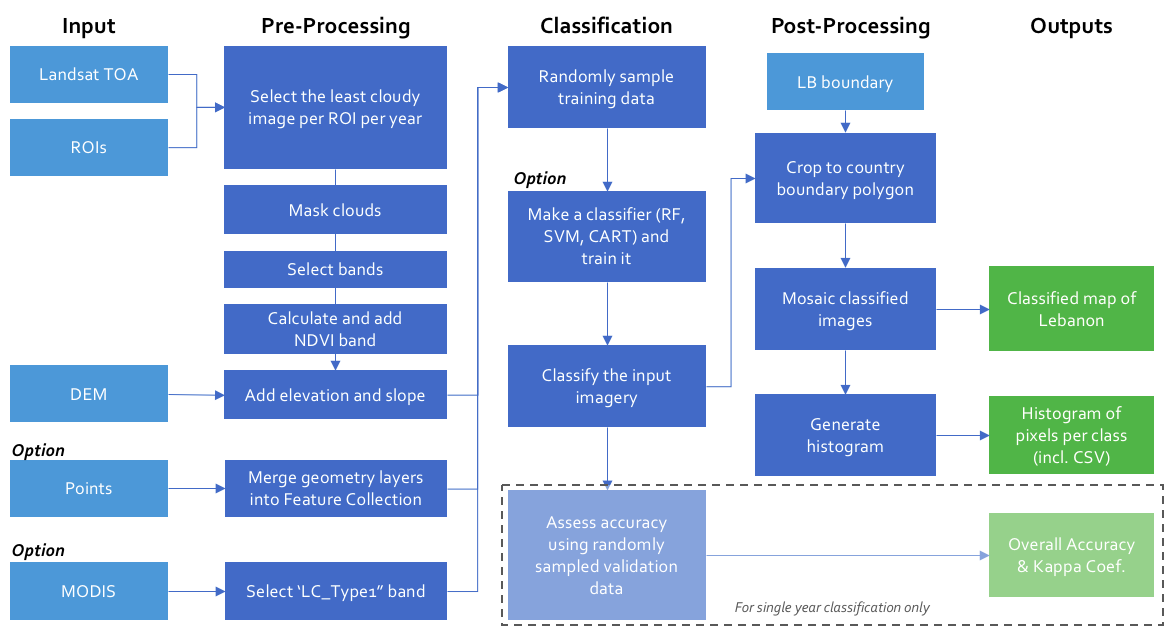 Input
Pre-Processing
Classification
Post-Processing
Outputs
Landsat TOA
ROIs
Select the least cloudy
image per ROI per year
Mask clouds
Select bands
Calculate and add
NDVI band
DEM
Add elevation and slope
Option
Points
Merge geometry layers
into Feature Collection
Option
MODIS
Select ‘LC_Type1” band
Randomly sample
training data
Option
Make a classifier (RF,
SVM, CART) and
train it
Classify the input
imagery
Assess accuracy
using randomly
sampled validation
data
LB boundary
Crop to country
boundary polygon
Mosaic classified
images
Generate
histogram
Classified map of
Lebanon
Histogram of
pixels per class
(incl. CSV)
Overall Accuracy
& Kappa Coef.
For single year classification only